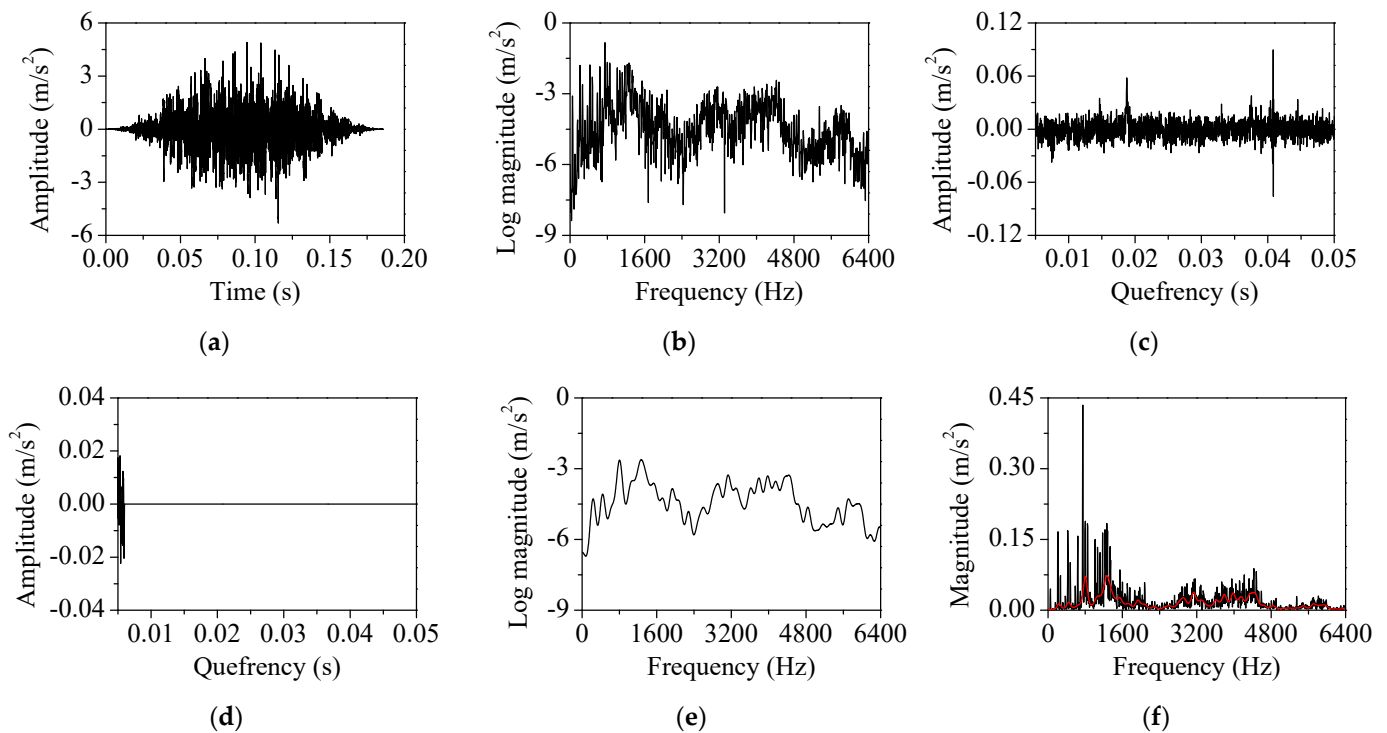 6
3
0
-3
-6
0.00 0.05 0.10 0.15 0.20
Amplitude (m/s²)
Time (s)
(a)
0
-3
-6
-9
0 1600 3200 4800 6400
Log magnitude (m/s²)
Frequency (Hz)
(b)
0.12
0.06
0.00
-0.06
-0.12
0.01 0.02 0.03 0.04 0.05
Amplitude (m/s²)
Quefrency (s)
(c)
0.04
0.02
0.00
-0.02
-0.04
0.01 0.02 0.03 0.04 0.05
Amplitude (m/s²)
Quefrency (s)
(d)
0
-3
-6
-9
0 1600 3200 4800 6400
Log magnitude (m/s²)
Frequency (Hz)
(e)
0.45
0.30
0.15
0.00
0 1600 3200 4800 6400
Magnitude (m/s²)
Frequency (Hz)
(f)